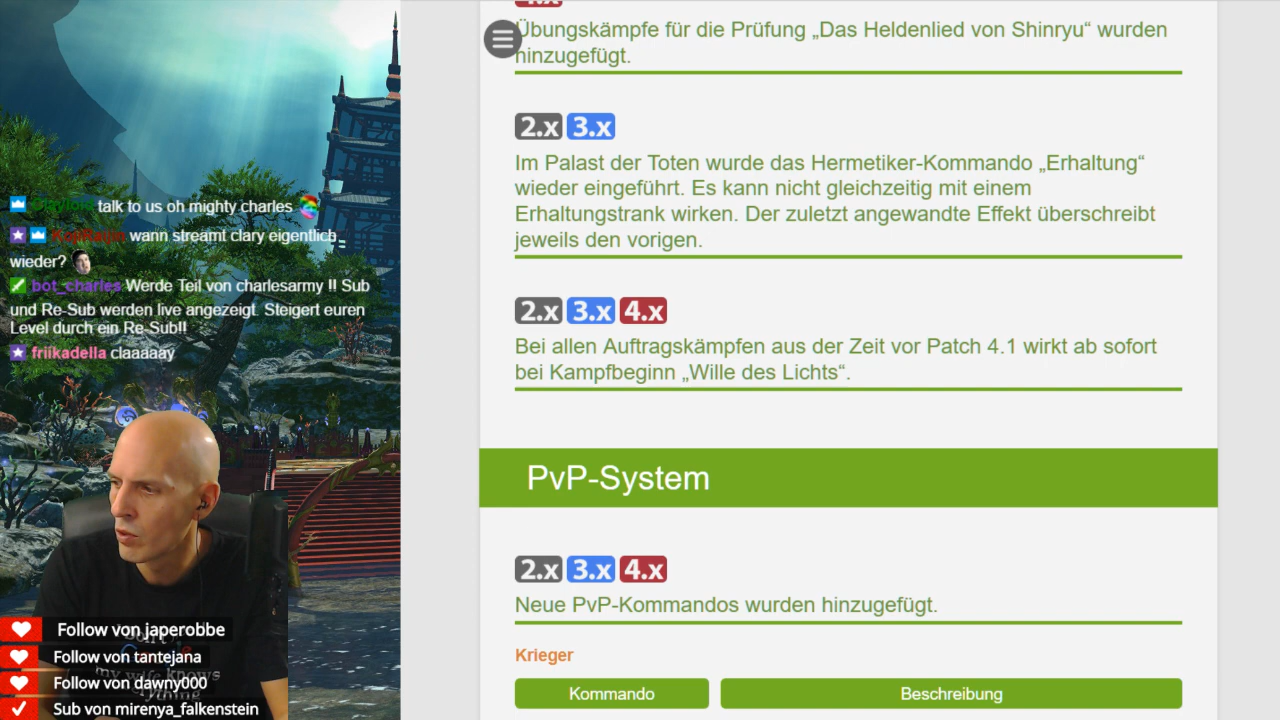 talk to us oh mighty charles
wann streamt clary eigentlich
wieder?
bot_charles Werde Teil von charlesarmy !! Sub
und Re-Sub werden live angezeigt. Steigert euren
Level durch ein Re-Sub!!
friikadella claaaaay
Follow von japerobbe
Follow von tantejana
Follow von dawny000
Sub von mirenya_falkenstein
Übungskämpfe für die Prüfung „Das Heldenlied von Shinryu“ wurden
hinzugefügt.
2.x 3.x
Im Palast der Toten wurde das Hermetiker-Kommando „Erhaltung“
wieder eingeführt. Es kann nicht gleichzeitig mit einem
Erhaltungstrank wirken. Der zuletzt angewandte Effekt überschreibt
jeweils den vorigen.
2.x 3.x 4.x
Bei allen Auftragskämpfen aus der Zeit vor Patch 4.1 wirkt ab sofort
bei Kampfbeginn „Wille des Lichts“.
PvP-System
2.x 3.x 4.x
Neue PvP-Kommandos wurden hinzugefügt.
Krieger
Kommando Beschreibung